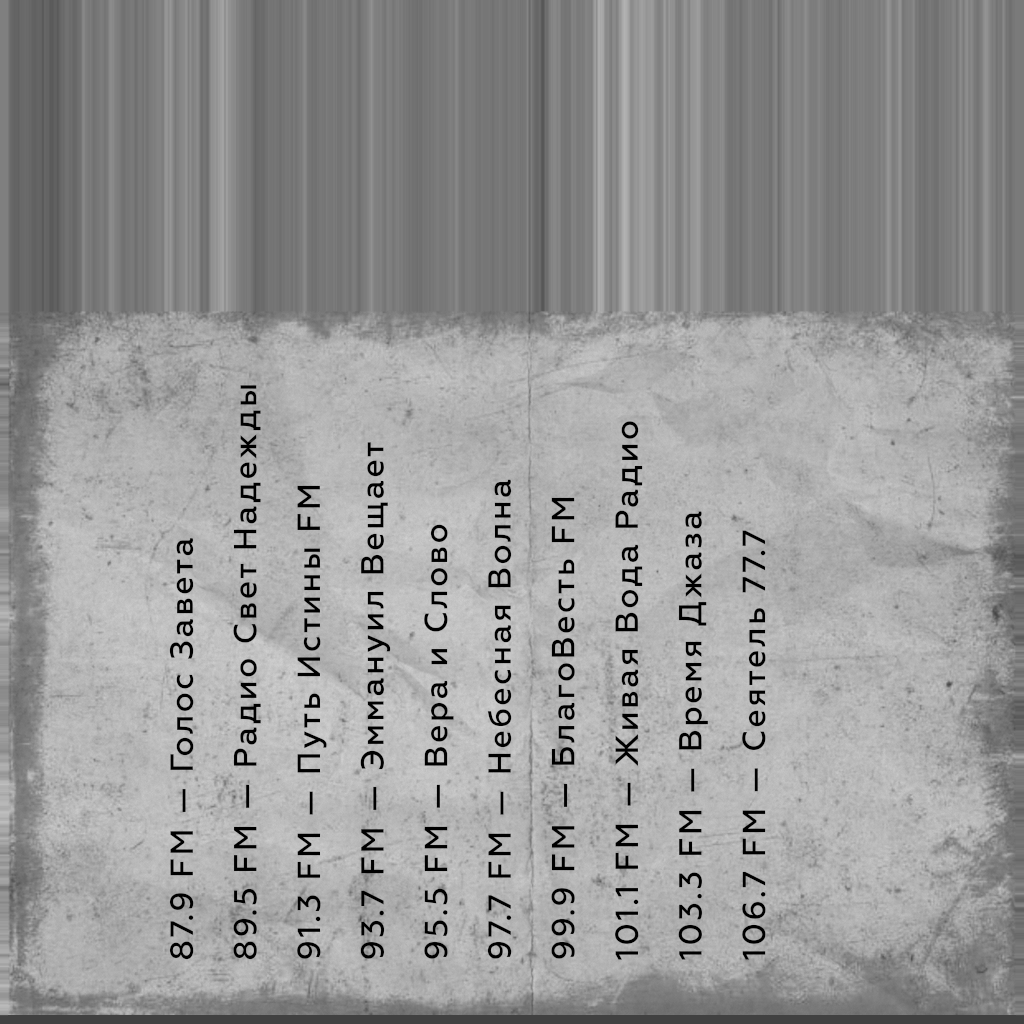 87.9 FM — Голос Завета
89.5 FM — Радио Свет Надежды
91.3 FM — Путь Истины FM
93.7 FM — Эммануил Вещает
95.5 FM — Вера и Слово
97.7 FM — Небесная Волна
99.9 FM — БлагоВесть FM
101.1 FM — Живая Вода Радио
103.3 FM — Время Джаза
106.7 FM — Сеятель 77.7